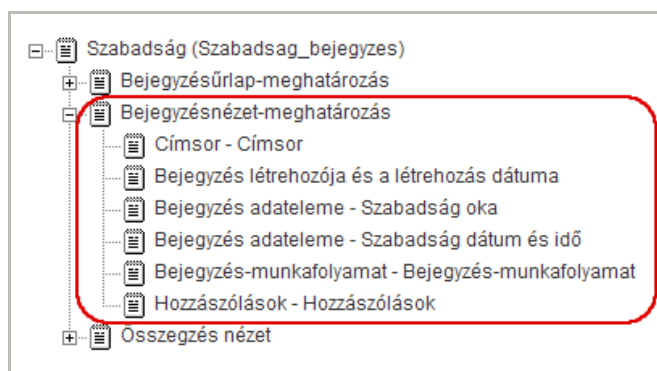 Szabadság (Szabadsag_bejegyzes)
Bejegyzésűrlap-meghatározás
Bejegyzésnézet-meghatározás
Címsor - Címsor
Bejegyzés létrehozója és a létrehozás dátuma
Bejegyzés adateleme - Szabadság oka
Bejegyzés adateleme - Szabadság dátum és idő
Bejegyzés-munkafolyamat - Bejegyzés-munkafolyamat
Hozzászólások - Hozzászólások
Összegzés nézet